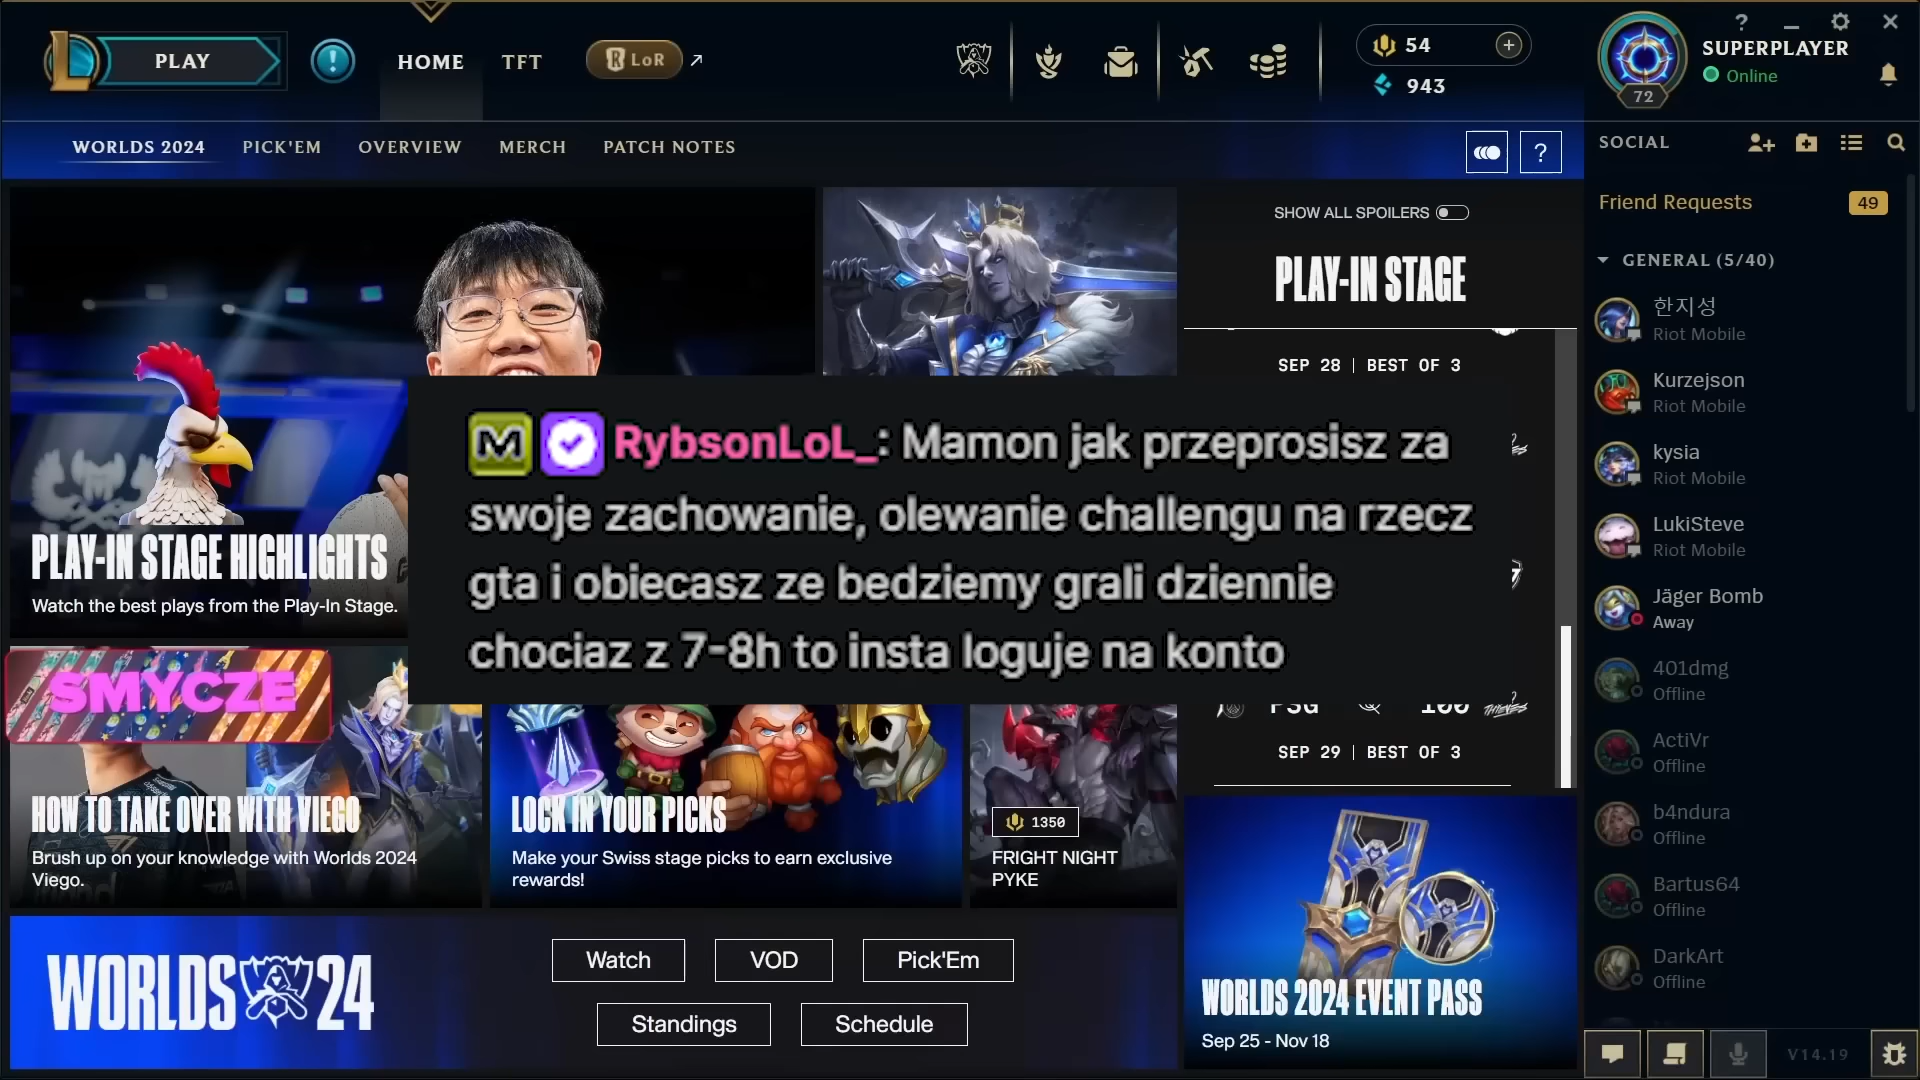 PLAY
HOME
TFT
LoR
54
943
72
SUPERPLAYER
Online
WORLDS 2024
PICK'EM
OVERVIEW
MERCH
PATCH NOTES
?
SOCIAL
Friend Requests
49
GENERAL (5/40)
한지성
Riot Mobile
Kurzejson
Riot Mobile
kysia
Riot Mobile
LukiSteve
Riot Mobile
Jäger Bomb
Away
401dmg
Offline
ActiVr
Offline
b4ndura
Offline
Bartus64
Offline
DarkArt
Offline
V14.19
SHOW ALL SPOILERS
PLAY-IN STAGE
SEP 28 | BEST OF 3
M RybsonLoL_: Mamon jak przeprosisz za
swoje zachowanie, olewanie challengu na rzecz
gta i obiecasz ze bedziemy grali dziennie
chociaz z 7-8h to insta loguje na konto
PSG 100 THIEVES
SEP 29 | BEST OF 3
PLAY-IN STAGE HIGHLIGHTS
Watch the best plays from the Play-In Stage.
SMYCZE
HOW TO TAKE OVER WITH VIEGO
Brush up on your knowledge with Worlds 2024
Viego.
LOCK IN YOUR PICKS
Make your Swiss stage picks to earn exclusive
rewards!
1350
FRIGHT NIGHT
PYKE
WORLDS 2024 EVENT PASS
Sep 25 - Nov 18
WORLDS 24
Watch
VOD
Pick'Em
Standings
Schedule